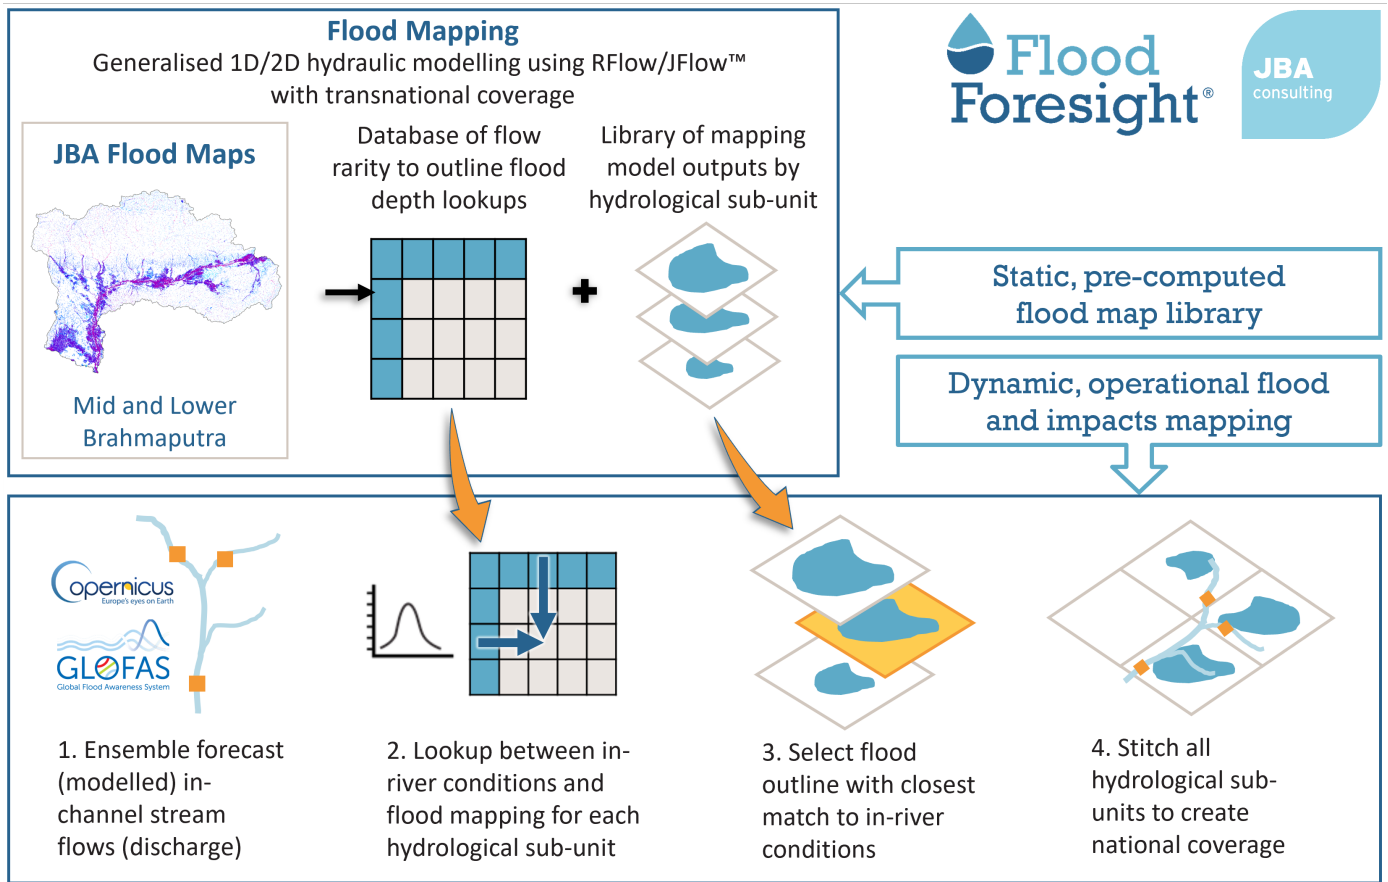 Flood Mapping
Generalised 1D/2D hydraulic modelling using RFlow/JFlow™
with transnational coverage
JBA Flood Maps
Mid and Lower
Brahmaputra
Database of flow
rarity to outline flood
depth lookups
Library of mapping
model outputs by
hydrological sub-unit
Flood
Foresight®
JBA
consulting
Static, pre-computed
flood map library
Dynamic, operational flood
and impacts mapping
opernicus
Europe's eyes on Earth
GLOFAS
Global Flood Awareness System
1. Ensemble forecast
(modelled) in-
channel stream
flows (discharge)
2. Lookup between in-
river conditions and
flood mapping for each
hydrological sub-unit
3. Select flood
outline with closest
match to in-river
conditions
4. Stitch all
hydrological sub-
units to create
national coverage